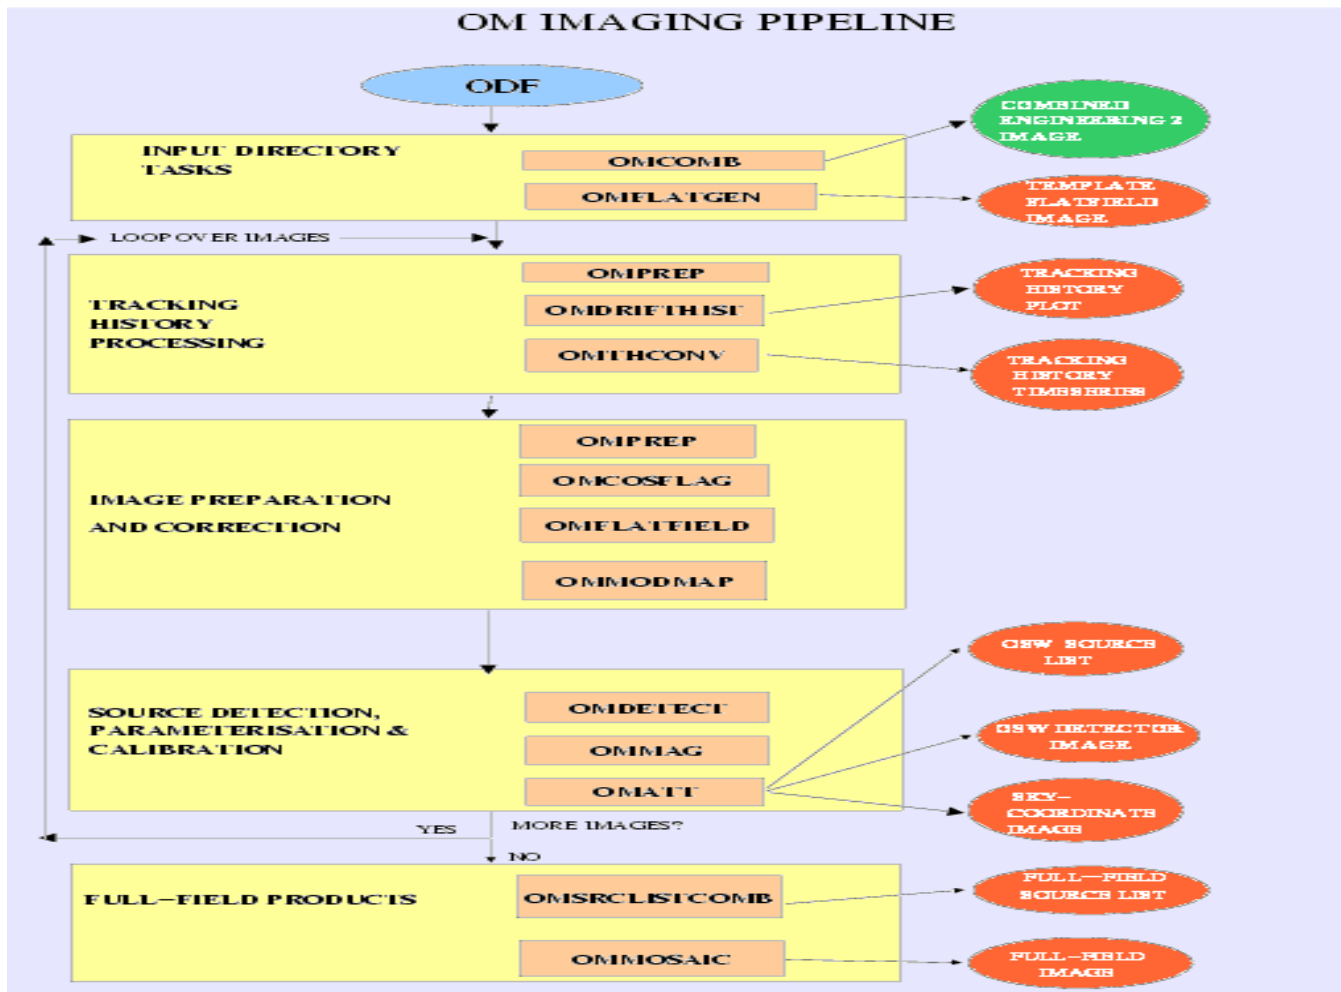 OM IMAGING PIPELINE
ODF
COMBINED
ENGINEERING 2
IMAGE
INPUT DIRECTORY
TASKS
OMCOMB
OMFLATGEN
TEMPLATE
FLATFIELD
IMAGE
LOOP OVER IMAGES
TRACKING
HISTORY
PROCESSING
OMPREP
OMDRIFTHIST
OMTHCONV
TRACKING
HISTORY
PLOT
TRACKING
HISTORY
TIMESERIES
IMAGE PREPARATION
AND CORRECTION
OMPREP
OMCOSFLAG
OMFLATFIELD
OMMODMAP
SOURCE DETECTION,
PARAMETERISATION &
CALIBRATION
OMDETECT
OMMAG
OMATT
OSW SOURCE
LIST
OSW DETECTOR
IMAGE
SKY-
COORDINATE
IMAGE
YES
MORE IMAGES?
NO
FULL-FIELD PRODUCTS
OMSRCLISTCOMB
OMMOSAIC
FULL-FIELD
SOURCE LIST
FULL-FIELD
IMAGE